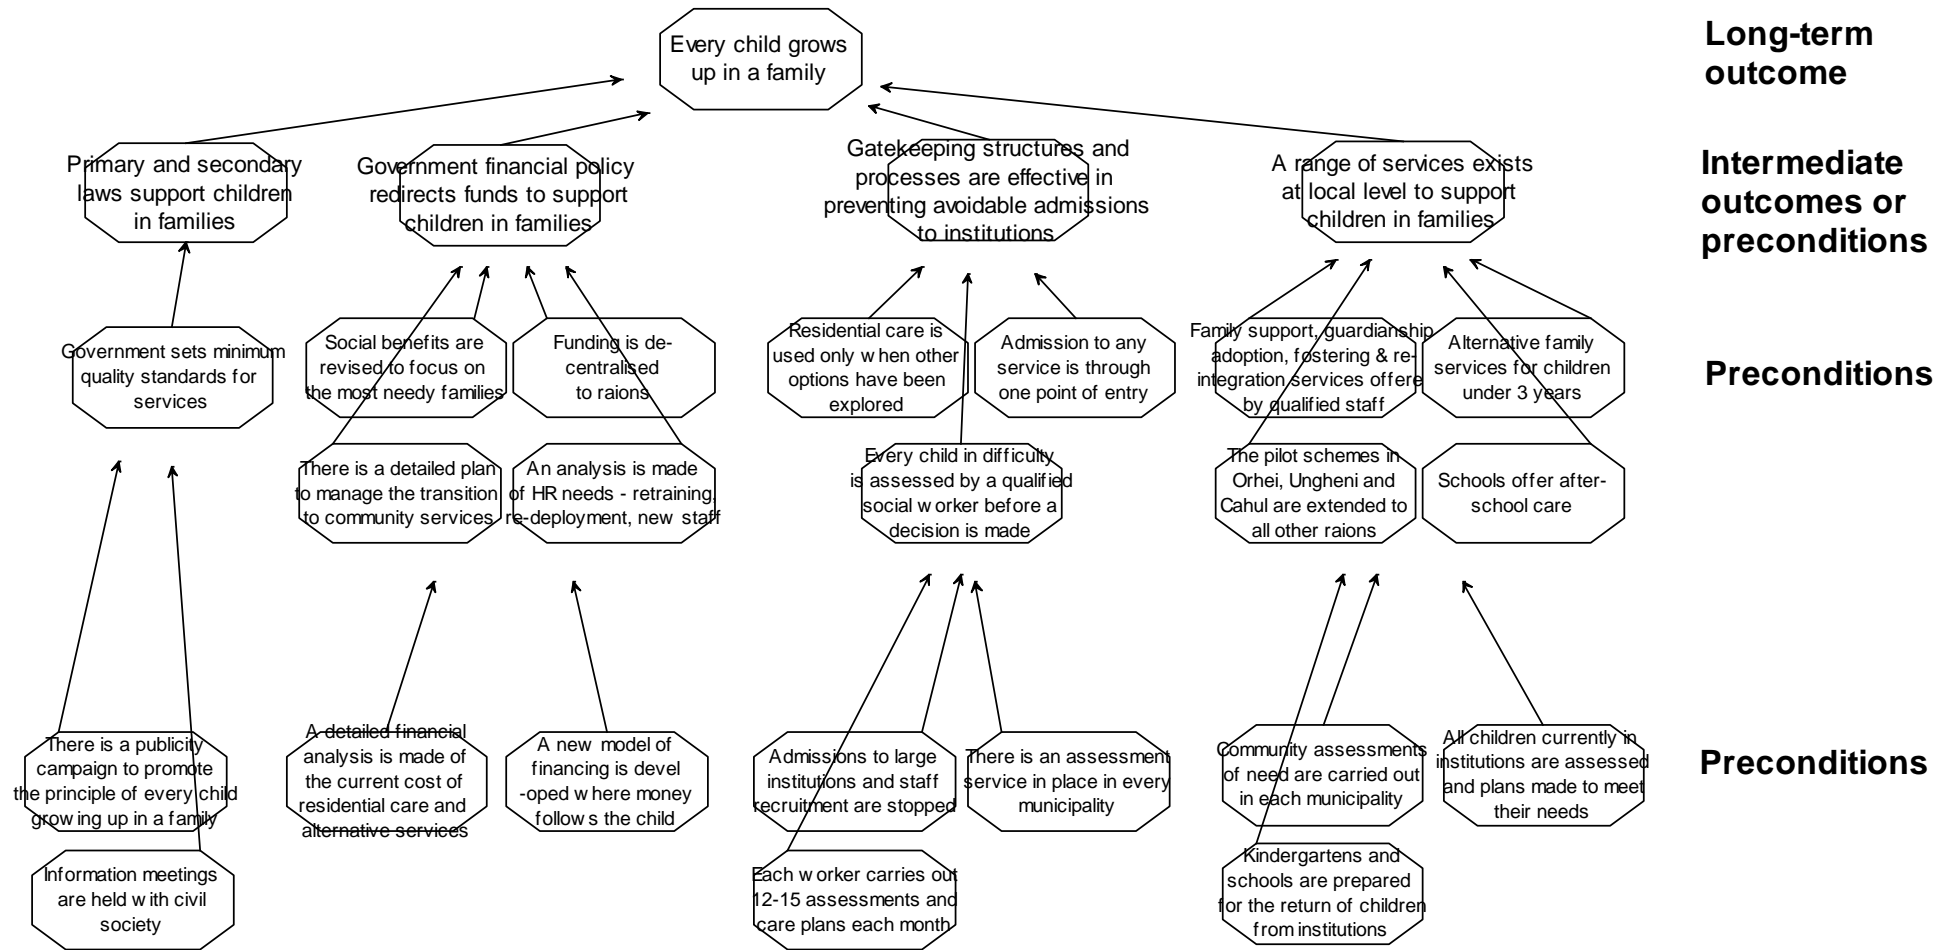 Every child grows
up in a family
Long-term
outcome
Primary and secondary
laws support children
in families
Government financial policy
redirects funds to support
children in families
Gatekeeping structures and
processes are effective in
preventing avoidable admissions
to institutions
A range of services exists
at local level to support
children in families
Intermediate
outcomes or
preconditions
Government sets minimum
quality standards for
services
Social benefits are
revised to focus on
the most needy families
Funding is de-
centralised
to raions
Residential care is
used only when other
options have been
explored
Admission to any
service is through
one point of entry
Family support, guardianship,
adoption, fostering & re-
integration services offere
by qualified staff
Alternative family
services for children
under 3 years
Preconditions
There is a detailed plan
to manage the transition
to community services
An analysis is made
of HR needs - retraining,
re-deployment, new staff
Every child in difficulty
is assessed by a qualified
social worker before a
decision is made
The pilot schemes in
Orhei, Ungheni and
Cahul are extended to
all other raions
Schools offer after-
school care
There is a publicity
campaign to promote
the principle of every child
growing up in a family
A detailed financial
analysis is made of
the current cost of
residential care and
alternative services
A new model of
financing is devel
-oped where money
follows the child
Admissions to large
institutions and staff
recruitment are stopped
There is an assessment
service in place in every
municipality
Community assessments
of need are carried out
in each municipality
All children currently in
institutions are assessed
and plans made to meet
their needs
Preconditions
Information meetings
are held with civil
society
Each worker carries out
12-15 assessments and
care plans each month
Kindergartens and
schools are prepared
for the return of children
from institutions